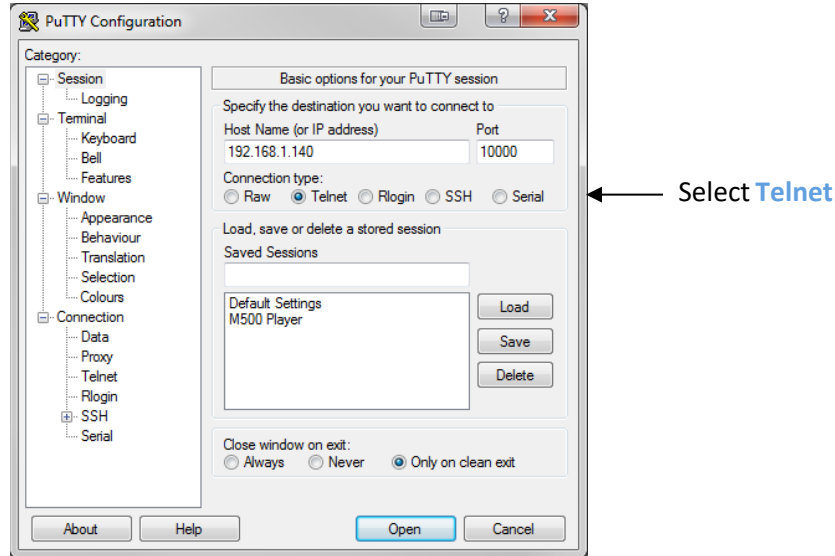 PuTTY Configuration
Category:
Session
Logging
Terminal
Keyboard
Bell
Features
Window
Appearance
Behaviour
Translation
Selection
Colours
Connection
Data
Proxy
Telnet
Rlogin
SSH
Serial
Basic options for your PuTTY session
Specify the destination you want to connect to
Host Name (or IP address) Port
192.168.1.140 10000
Connection type:
Raw Telnet Rlogin SSH Serial
Load, save or delete a stored session
Saved Sessions
Default Settings
M500 Player
Load
Save
Delete
Close window on exit:
Always Never Only on clean exit
About Help Open Cancel
Select Telnet